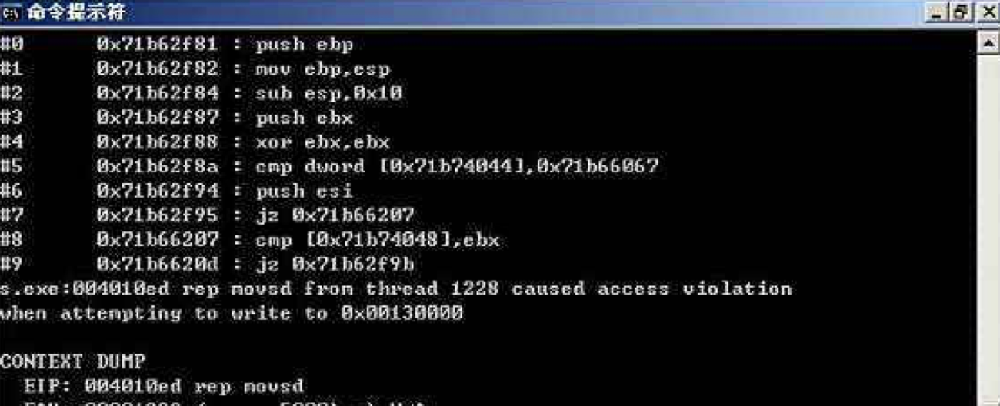 命令提示符
#0 0x71b62f81 : push ebp
#1 0x71b62f82 : mov ebp,esp
#2 0x71b62f84 : sub esp,0x10
#3 0x71b62f87 : push ebx
#4 0x71b62f88 : xor ebx,ebx
#5 0x71b62f8a : cmp dword [0x71b74044],0x71b66067
#6 0x71b62f94 : push esi
#7 0x71b62f95 : jz 0x71b66207
#8 0x71b66207 : cmp [0x71b74048],ebx
#9 0x71b6620d : jz 0x71b62f9b
s.exe:004010ed rep movsd from thread 1228 caused access violation
when attempting to write to 0x00130000
CONTEXT DUMP
EIP: 004010ed rep movsd